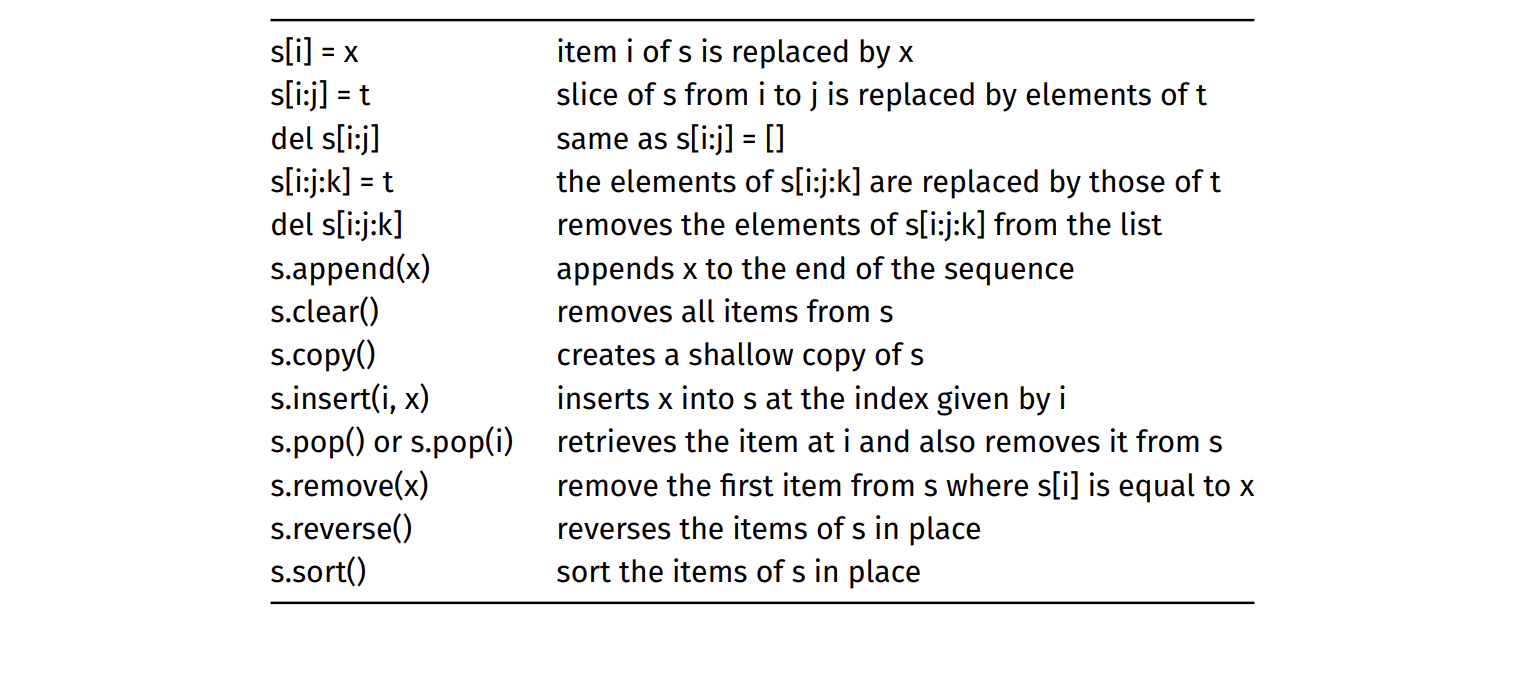 s[i] = x item i of s is replaced by x
s[i:j] = t slice of s from i to j is replaced by elements of t
del s[i:j] same as s[i:j] = []
s[i:j:k] = t the elements of s[i:j:k] are replaced by those of t
del s[i:j:k] removes the elements of s[i:j:k] from the list
s.append(x) appends x to the end of the sequence
s.clear() removes all items from s
s.copy() creates a shallow copy of s
s.insert(i, x) inserts x into s at the index given by i
s.pop() or s.pop(i) retrieves the item at i and also removes it from s
s.remove(x) remove the first item from s where s[i] is equal to x
s.reverse() reverses the items of s in place
s.sort() sort the items of s in place